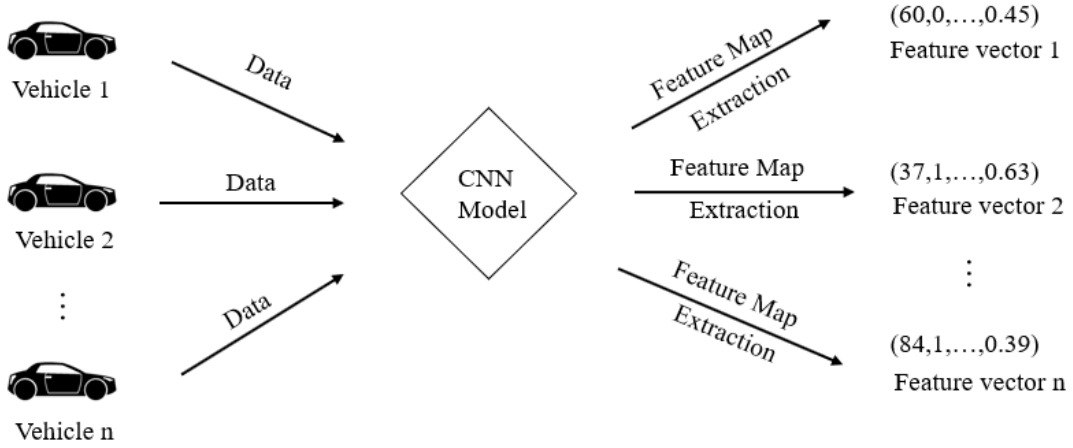 Vehicle 1
Data
Feature Map
Extraction
(60,0,…,0.45)
Feature vector 1
Vehicle 2
Data
CNN
Model
Feature Map
Extraction
(37,1,…,0.63)
Feature vector 2
⋮
⋮
Vehicle n
Data
Feature Map
Extraction
(84,1,…,0.39)
Feature vector n